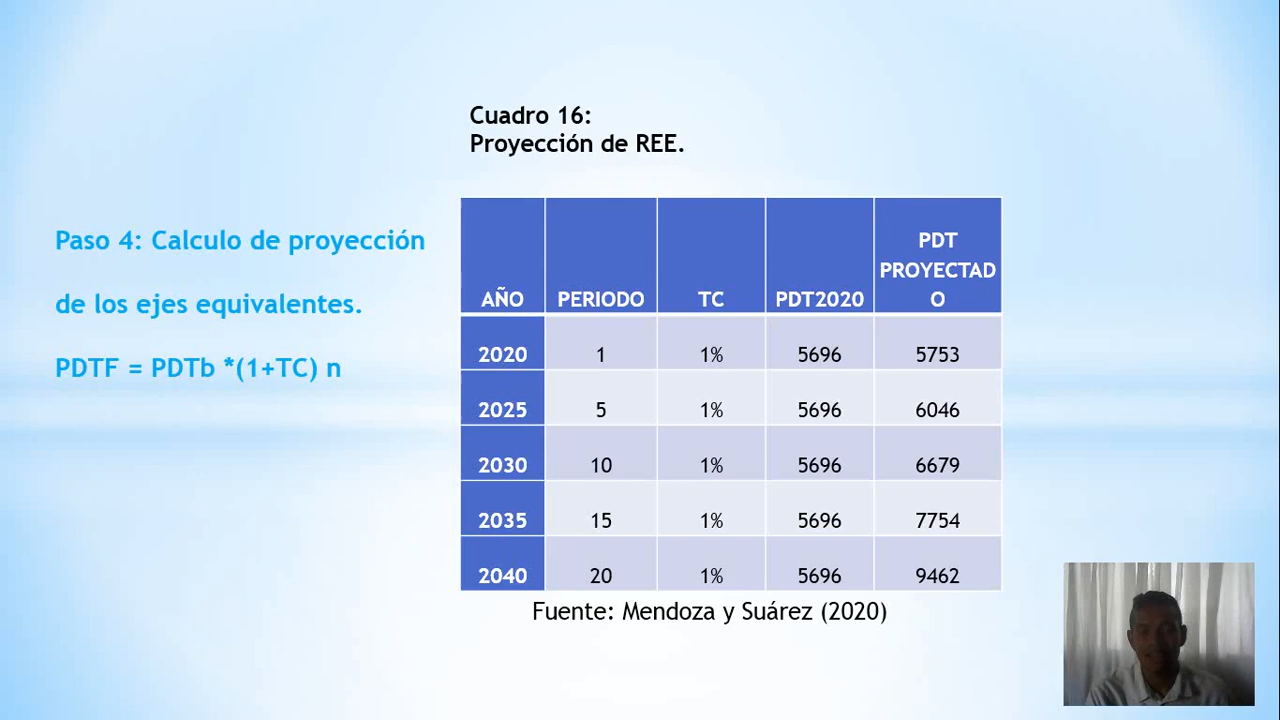 Cuadro 16:
Proyección de REE.
Paso 4: Calculo de proyección
de los ejes equivalentes.
PDTF = PDTb *(1+TC) n
AÑO PERIODO TC PDT2020 PDT PROYECTAD O
2020 1 1% 5696 5753
2025 5 1% 5696 6046
2030 10 1% 5696 6679
2035 15 1% 5696 7754
2040 20 1% 5696 9462
Fuente: Mendoza y Suárez (2020)